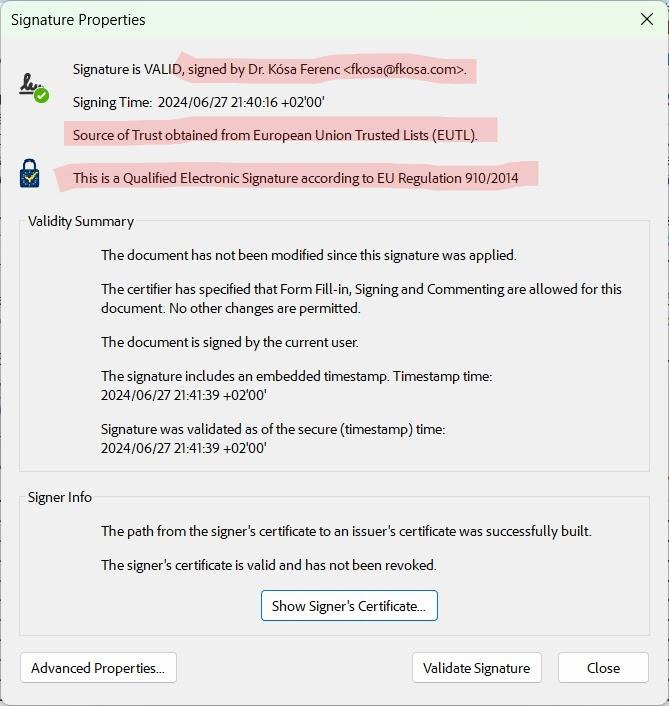 Signature Properties
Signature is VALID, signed by Dr. Kósa Ferenc <fkosa@fkosa.com>.
Signing Time: 2024/06/27 21:40:16 +02'00'
Source of Trust obtained from European Union Trusted Lists (EUTL).
This is a Qualified Electronic Signature according to EU Regulation 910/2014
Validity Summary
The document has not been modified since this signature was applied.
The certifier has specified that Form Fill-in, Signing and Commenting are allowed for this
document. No other changes are permitted.
The document is signed by the current user.
The signature includes an embedded timestamp. Timestamp time:
2024/06/27 21:41:39 +02'00'
Signature was validated as of the secure (timestamp) time:
2024/06/27 21:41:39 +02'00'
Signer Info
The path from the signer's certificate to an issuer's certificate was successfully built.
The signer's certificate is valid and has not been revoked.
Show Signer's Certificate...
Advanced Properties...
Validate Signature
Close